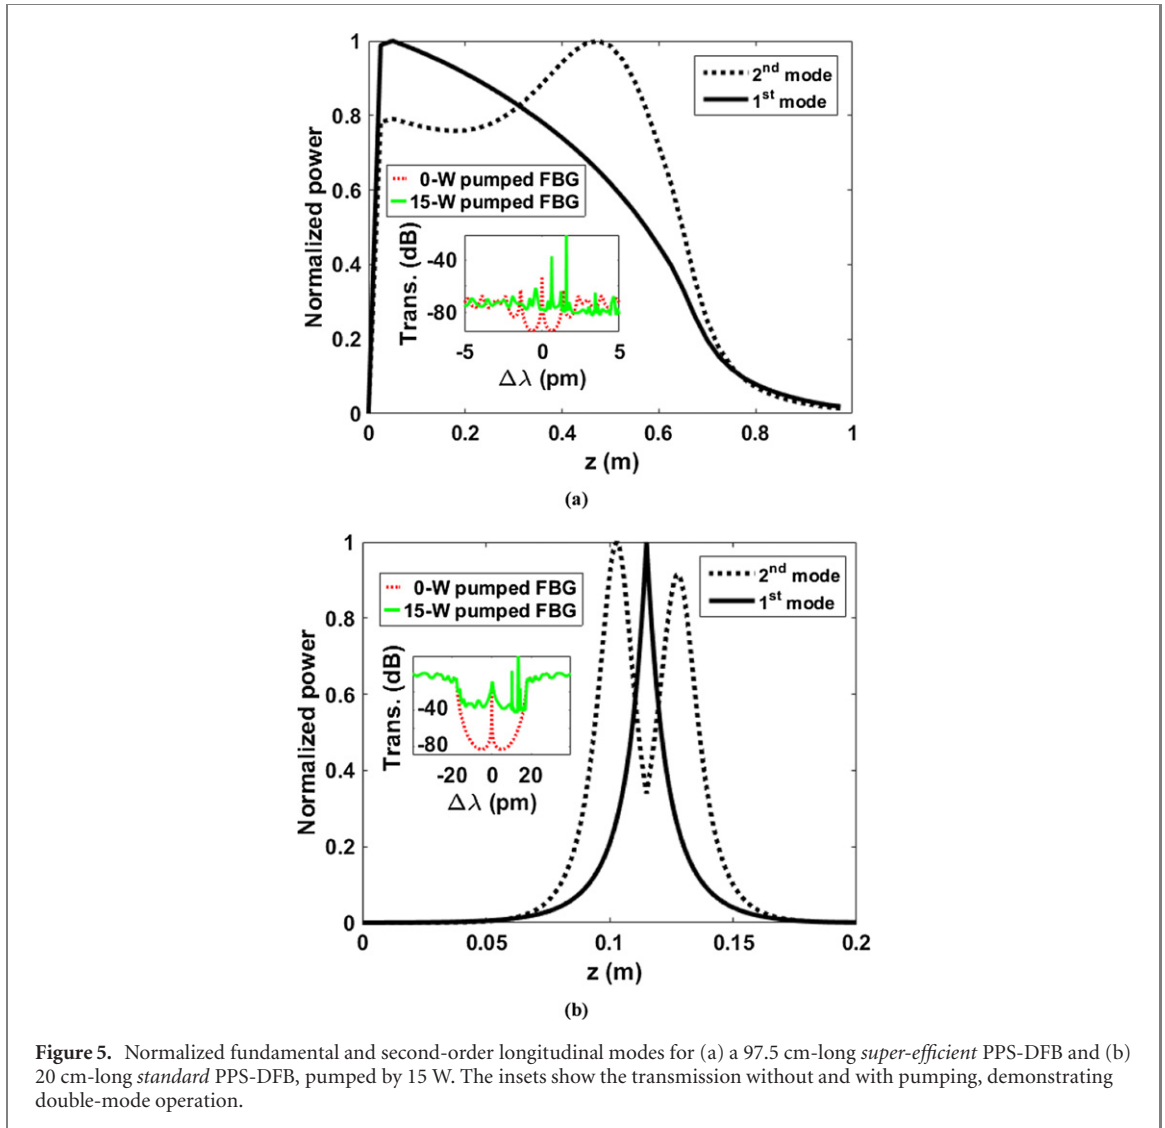 1
0.8
0.6
0.4
0.2
0
Normalized power
2nd mode
1st mode
0-W pumped FBG
15-W pumped FBG
Trans. (dB)
-40
-80
-5
0
5
Δλ (pm)
0
0.2
0.4
0.6
0.8
1
z (m)
(a)
1
0.8
0.6
0.4
0.2
0
Normalized power
2nd mode
1st mode
0-W pumped FBG
15-W pumped FBG
Trans. (dB)
0
-40
-80
-20
0
20
Δλ (pm)
0
0.05
0.1
0.15
0.2
z (m)
(b)
Figure 5. Normalized fundamental and second-order longitudinal modes for (a) a 97.5 cm-long super-efficient PPS-DFB and (b)
20 cm-long standard PPS-DFB, pumped by 15 W. The insets show the transmission without and with pumping, demonstrating
double-mode operation.